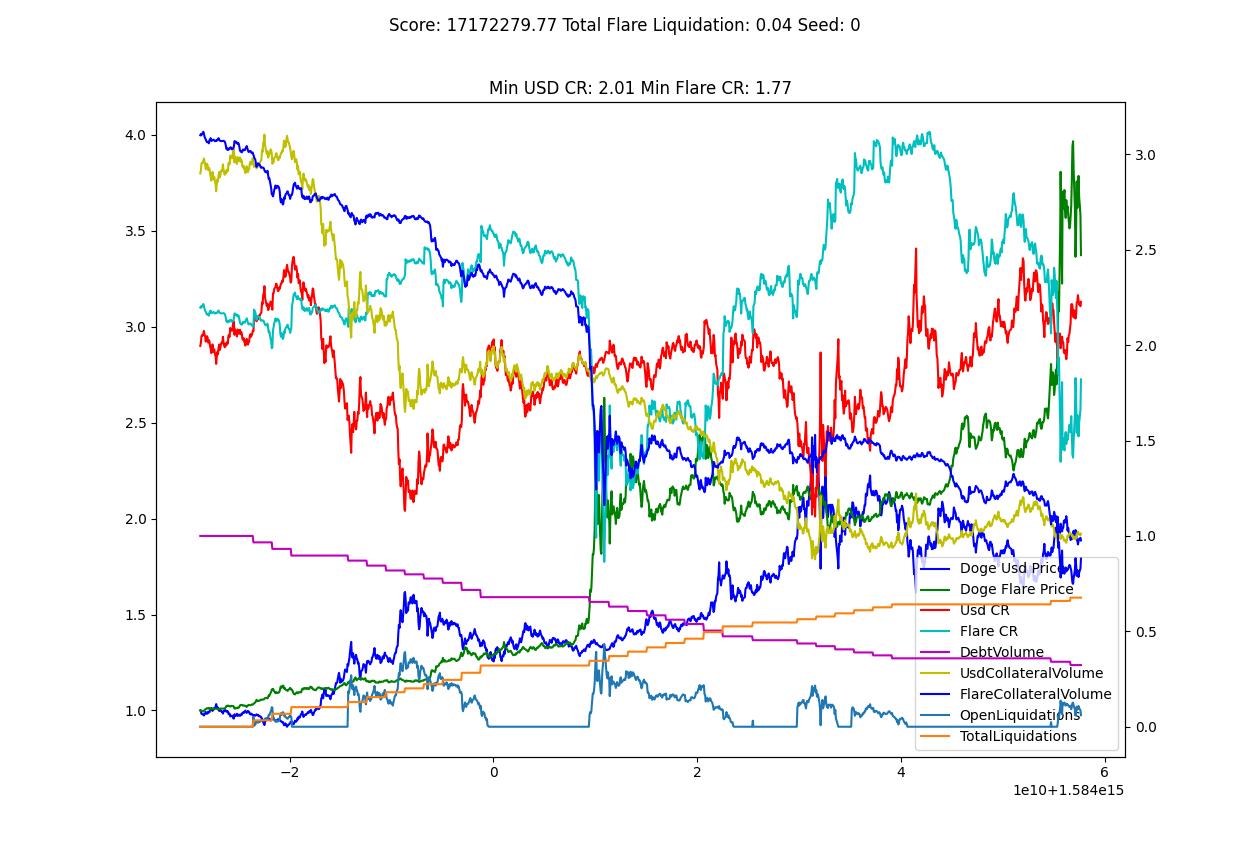 Score: 17172279.77 Total Flare Liquidation: 0.04 Seed: 0
Min USD CR: 2.01 Min Flare CR: 1.77
4.0
3.5
3.0
2.5
2.0
1.5
1.0
3.0
2.5
2.0
1.5
1.0
0.5
0.0
Doge Usd Price
Doge Flare Price
Usd CR
Flare CR
DebtVolume
UsdCollateralVolume
FlareCollateralVolume
OpenLiquidations
TotalLiquidations
−2 0 2 4 6
1e10+1.584e15